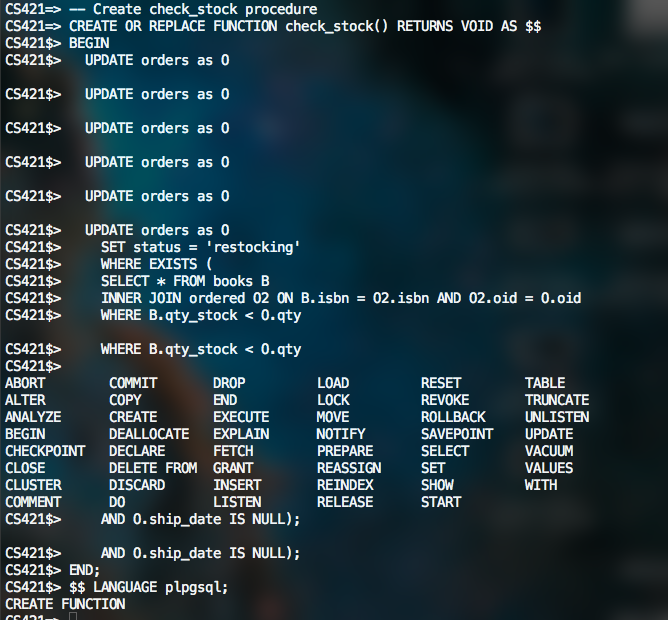 CS421=> -- Create check_stock procedure
CS421=> CREATE OR REPLACE FUNCTION check_stock() RETURNS VOID AS $$
CS421$> BEGIN
CS421$>   UPDATE orders as O
CS421$>   UPDATE orders as O
CS421$>   UPDATE orders as O
CS421$>   UPDATE orders as O
CS421$>   UPDATE orders as O
CS421$>   UPDATE orders as O
CS421$>     SET status = 'restocking'
CS421$>     WHERE EXISTS (
CS421$>     SELECT * FROM books B
CS421$>     INNER JOIN ordered O2 ON B.isbn = O2.isbn AND O2.oid = O.oid
CS421$>     WHERE B.qty_stock < O.qty
CS421$>     WHERE B.qty_stock < O.qty
CS421$>
ABORT        COMMIT       DROP         LOAD         RESET        TABLE
ALTER        COPY         END          LOCK         REVOKE       TRUNCATE
ANALYZE      CREATE       EXECUTE      MOVE         ROLLBACK     UNLISTEN
BEGIN        DEALLOCATE   EXPLAIN      NOTIFY       SAVEPOINT    UPDATE
CHECKPOINT   DECLARE      FETCH        PREPARE      SELECT       VACUUM
CLOSE        DELETE FROM  GRANT        REASSIGN     SET          VALUES
CLUSTER      DISCARD      INSERT       REINDEX      SHOW         WITH
COMMENT      DO           LISTEN       RELEASE      START
CS421$>     AND O.ship_date IS NULL);
CS421$>     AND O.ship_date IS NULL);
CS421$> END;
CS421$> $$ LANGUAGE plpgsql;
CREATE FUNCTION
CS421=>